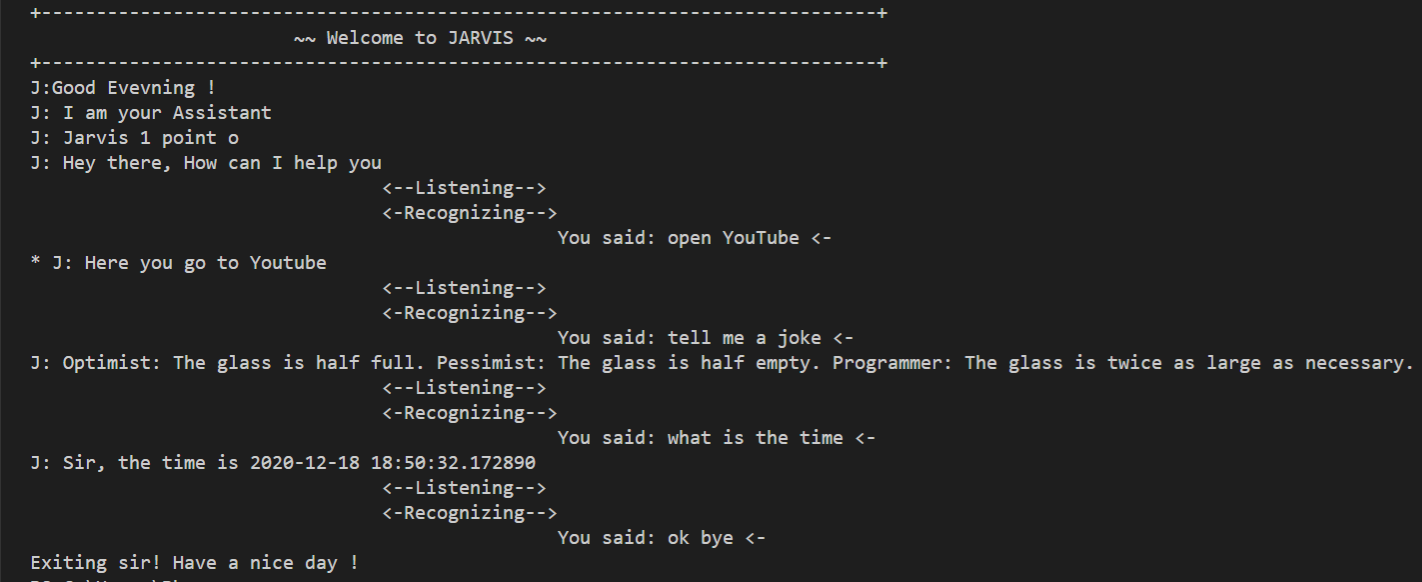 +----------------------------------------------------------------------------+
~~ Welcome to JARVIS ~~
+----------------------------------------------------------------------------+
J:Good Evevning !
J: I am your Assistant
J: Jarvis 1 point o
J: Hey there, How can I help you
<--Listening-->
<-Recognizing-->
You said: open YouTube <-
* J: Here you go to Youtube
<--Listening-->
<-Recognizing-->
You said: tell me a joke <-
J: Optimist: The glass is half full. Pessimist: The glass is half empty. Programmer: The glass is twice as large as necessary.
<--Listening-->
<-Recognizing-->
You said: what is the time <-
J: Sir, the time is 2020-12-18 18:50:32.172890
<--Listening-->
<-Recognizing-->
You said: ok bye <-
Exiting sir! Have a nice day !